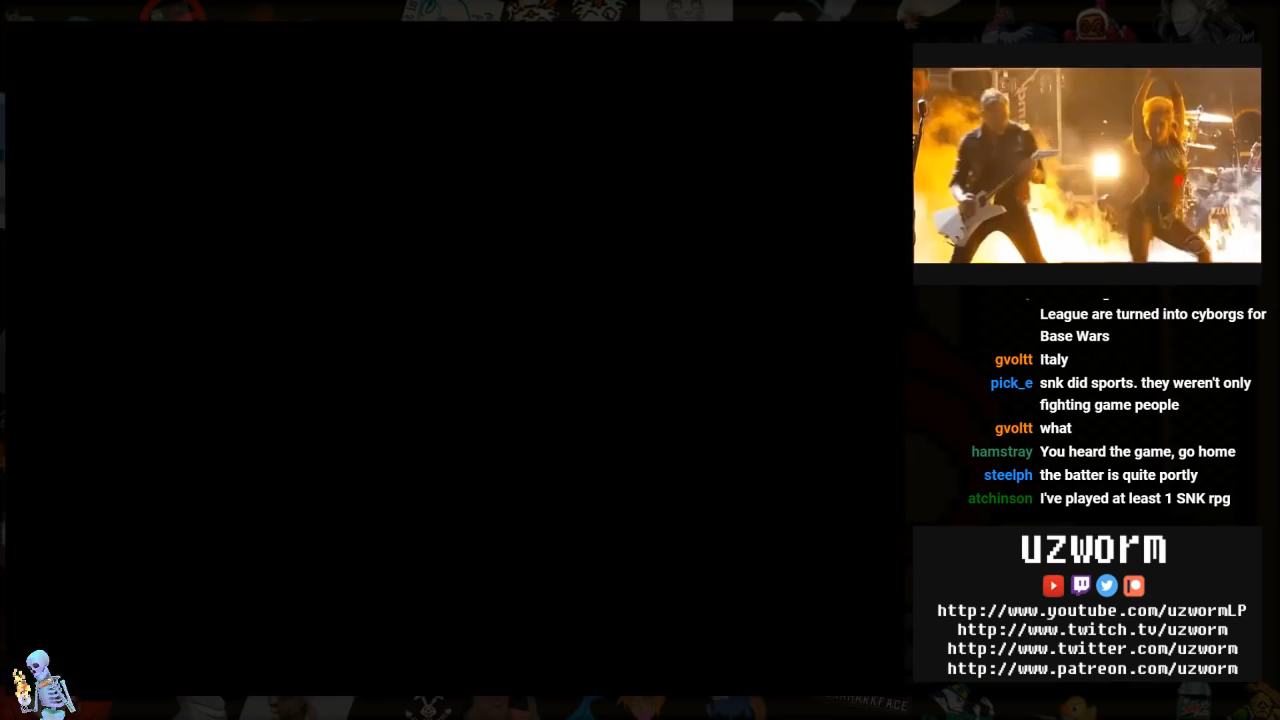 League are turned into cyborgs for
Base Wars
gvoltt Italy
pick_e snk did sports. they weren't only
fighting game people
gvoltt what
hamstray You heard the game, go home
steelph the batter is quite portly
atchinson I've played at least 1 SNK rpg
uzworm
http://www.youtube.com/uzwormLP
http://www.twitch.tv/uzworm
http://www.twitter.com/uzworm
http://www.patreon.com/uzworm